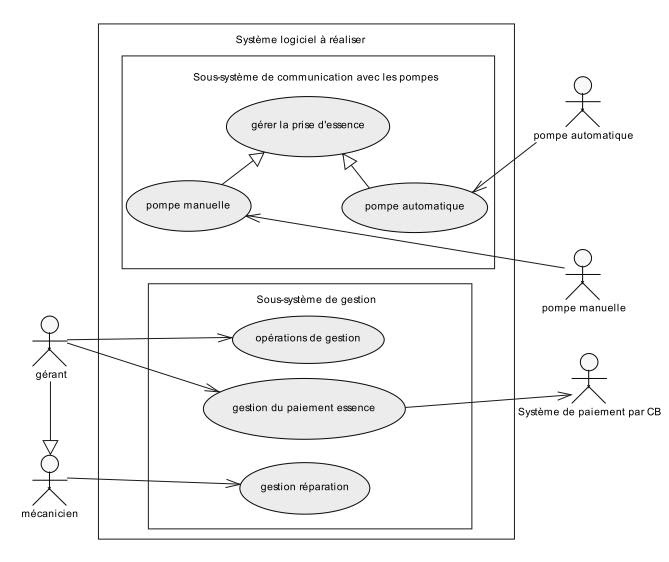 Système logiciel à réaliser
Sous-système de communication avec les pompes
gérer la prise d'essence
pompe automatique
pompe manuelle
pompe automatique
pompe manuelle
Sous-système de gestion
opérations de gestion
gérant
gestion du paiement essence
Système de paiement par CB
gestion réparation
mécanicien